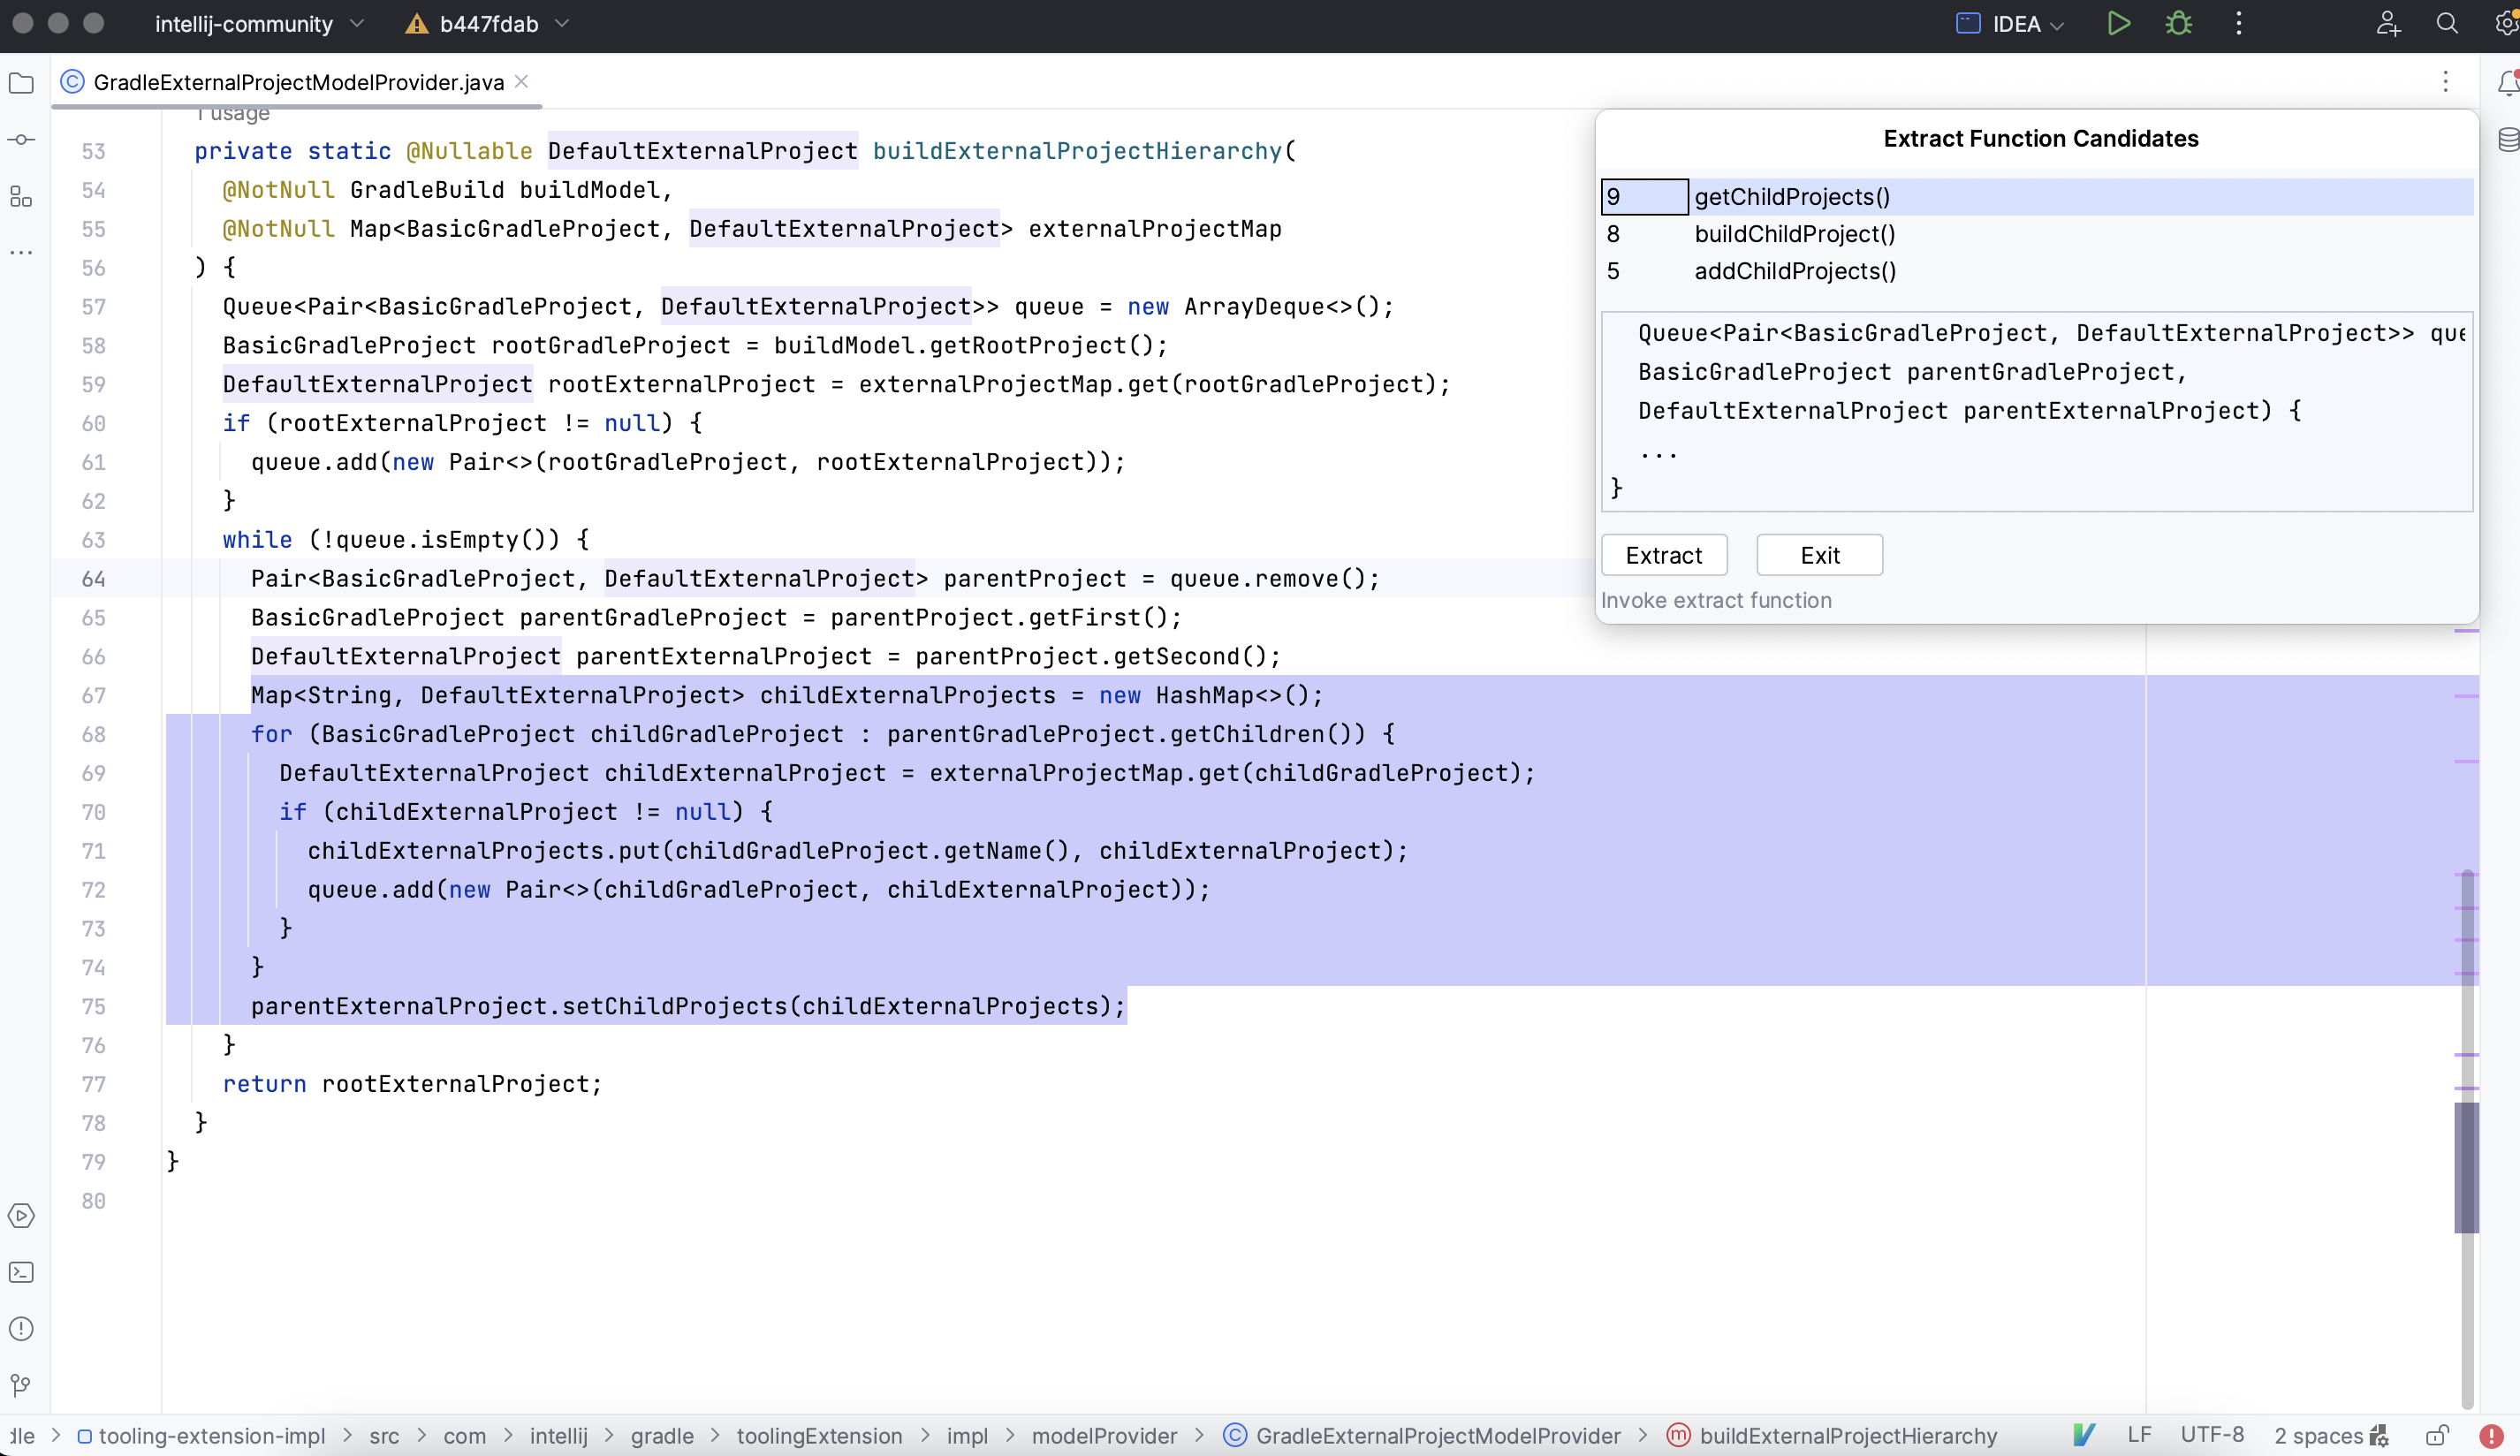 intellij-community
b447fdab
IDEA
GradleExternalProjectModelProvider.java
1 usage
53 private static @Nullable DefaultExternalProject buildExternalProjectHierarchy(
54 @NotNull GradleBuild buildModel,
55 @NotNull Map<BasicGradleProject, DefaultExternalProject> externalProjectMap
56 ) {
57 Queue<Pair<BasicGradleProject, DefaultExternalProject>> queue = new ArrayDeque<>();
58 BasicGradleProject rootGradleProject = buildModel.getRootProject();
59 DefaultExternalProject rootExternalProject = externalProjectMap.get(rootGradleProject);
60 if (rootExternalProject != null) {
61 queue.add(new Pair<>(rootGradleProject, rootExternalProject));
62 }
63 while (!queue.isEmpty()) {
64 Pair<BasicGradleProject, DefaultExternalProject> parentProject = queue.remove();
65 BasicGradleProject parentGradleProject = parentProject.getFirst();
66 DefaultExternalProject parentExternalProject = parentProject.getSecond();
67 Map<String, DefaultExternalProject> childExternalProjects = new HashMap<>();
68 for (BasicGradleProject childGradleProject : parentGradleProject.getChildren()) {
69 DefaultExternalProject childExternalProject = externalProjectMap.get(childGradleProject);
70 if (childExternalProject != null) {
71 childExternalProjects.put(childGradleProject.getName(), childExternalProject);
72 queue.add(new Pair<>(childGradleProject, childExternalProject));
73 }
74 }
75 parentExternalProject.setChildProjects(childExternalProjects);
76 }
77 return rootExternalProject;
78 }
79 }
80
Extract Function Candidates
9 getChildProjects()
8 buildChildProject()
5 addChildProjects()
Queue<Pair<BasicGradleProject, DefaultExternalProject>> que
BasicGradleProject parentGradleProject,
DefaultExternalProject parentExternalProject) {
...
}
Extract Exit
Invoke extract function
dle > tooling-extension-impl > src > com > intellij > gradle > toolingExtension > impl > modelProvider > GradleExternalProjectModelProvider > buildExternalProjectHierarchy
LF UTF-8 2 spaces